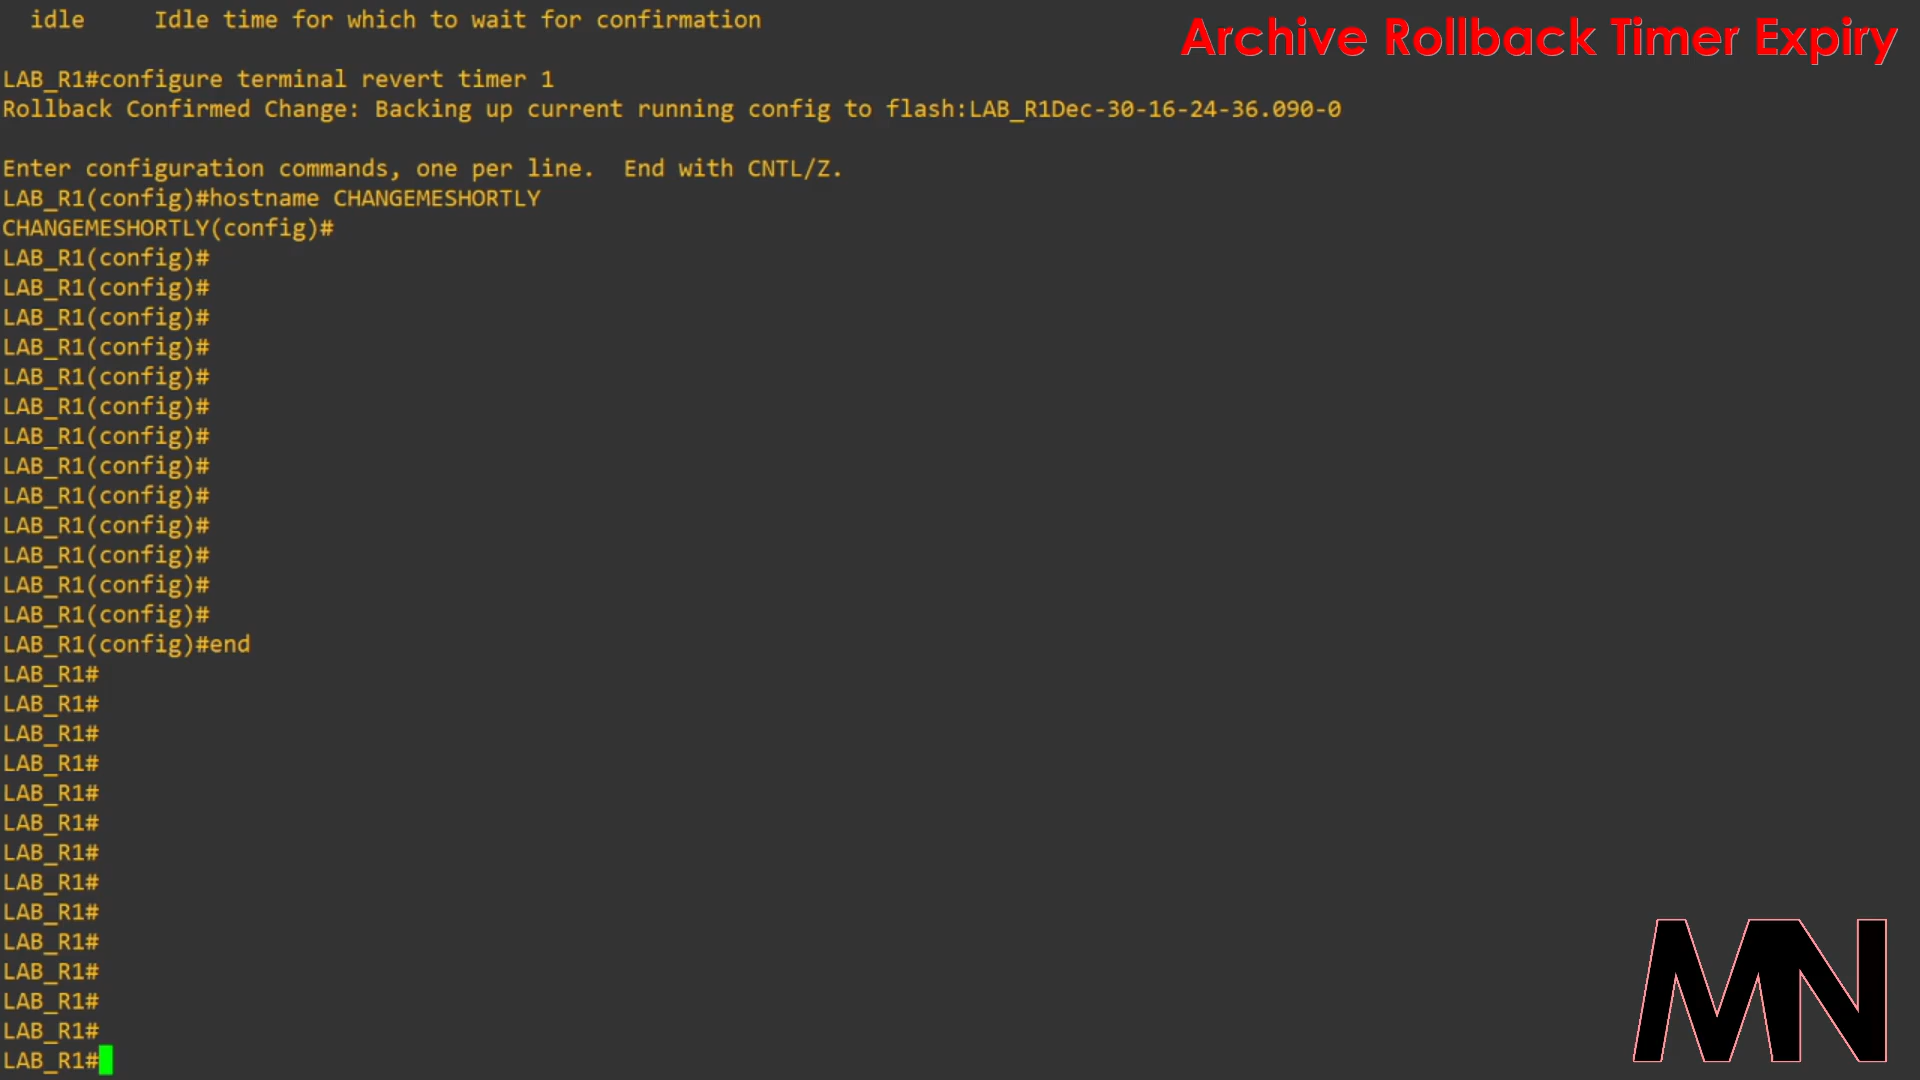 idle     Idle time for which to wait for confirmation
Archive Rollback Timer Expiry
LAB_R1#configure terminal revert timer 1
Rollback Confirmed Change: Backing up current running config to flash:LAB_R1Dec-30-16-24-36.090-0
Enter configuration commands, one per line.  End with CNTL/Z.
LAB_R1(config)#hostname CHANGEMESHORTLY
CHANGEMESHORTLY(config)#
LAB_R1(config)#
LAB_R1(config)#
LAB_R1(config)#
LAB_R1(config)#
LAB_R1(config)#
LAB_R1(config)#
LAB_R1(config)#
LAB_R1(config)#
LAB_R1(config)#
LAB_R1(config)#
LAB_R1(config)#
LAB_R1(config)#
LAB_R1(config)#
LAB_R1(config)#end
LAB_R1#
LAB_R1#
LAB_R1#
LAB_R1#
LAB_R1#
LAB_R1#
LAB_R1#
LAB_R1#
LAB_R1#
LAB_R1#
LAB_R1#
LAB_R1#
LAB_R1#
LAB_R1#
MN